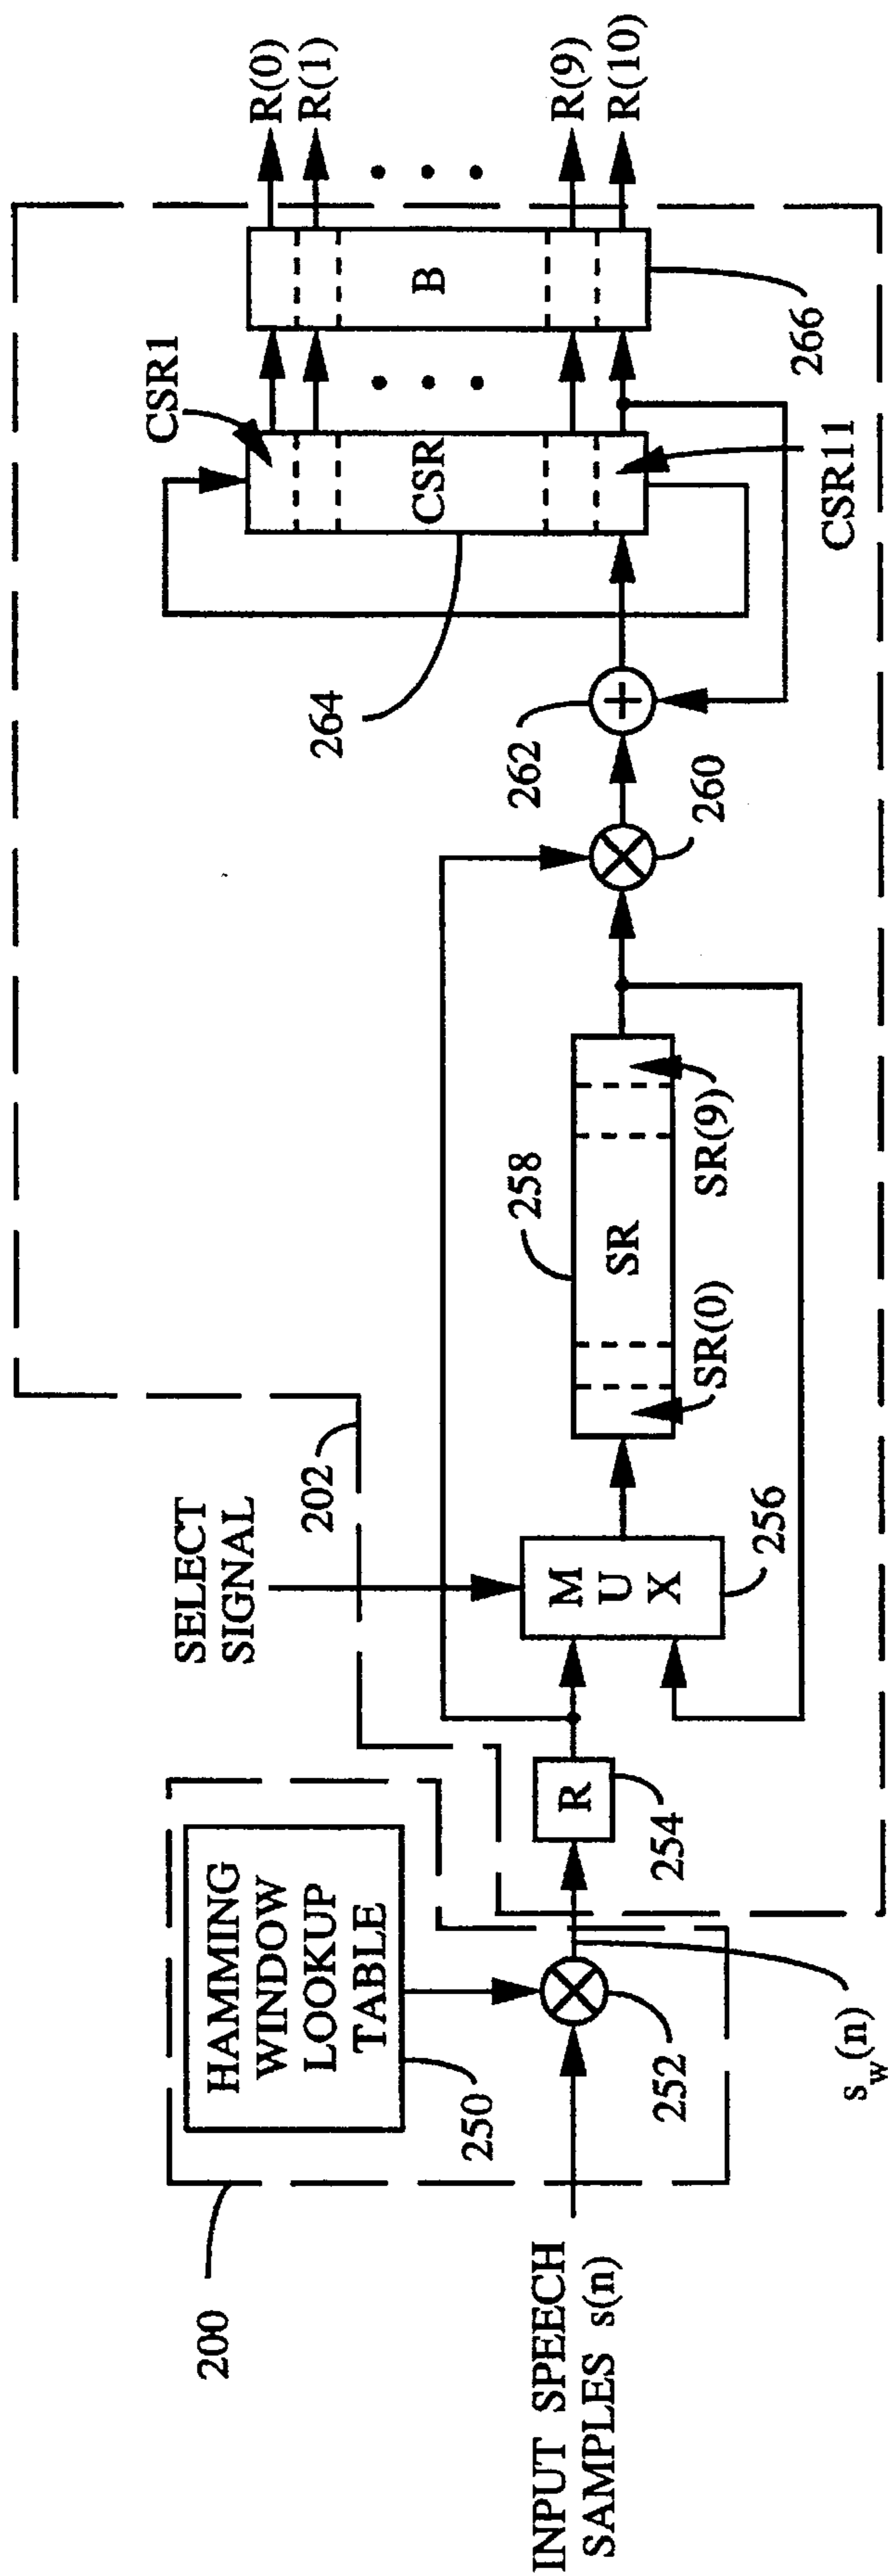 INPUT SPEECH
SAMPLES s(n)
200
HAMMING
WINDOW
LOOKUP
TABLE
250
252
s_w(n)
R
254
SELECT
SIGNAL
202
M
U
X
256
258
SR
SR(0)
SR(9)
260
262
264
CSR1
CSR
CSR11
B
266
R(0)
R(1)
R(9)
R(10)